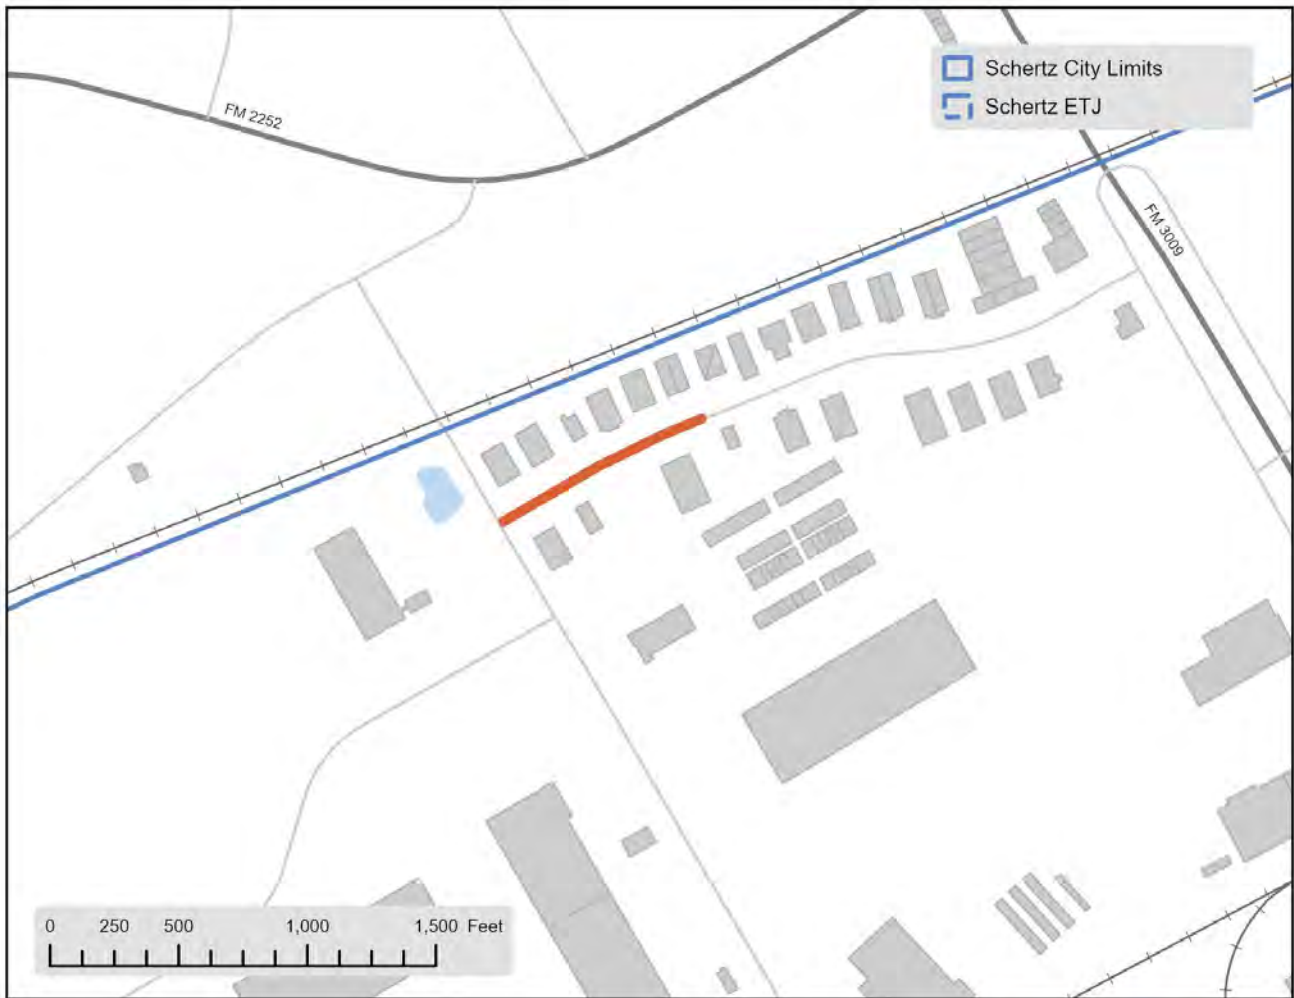 Schertz City Limits
Schertz ETJ
FM 2252
FM 3009
0 250 500 1,000 1,500 Feet